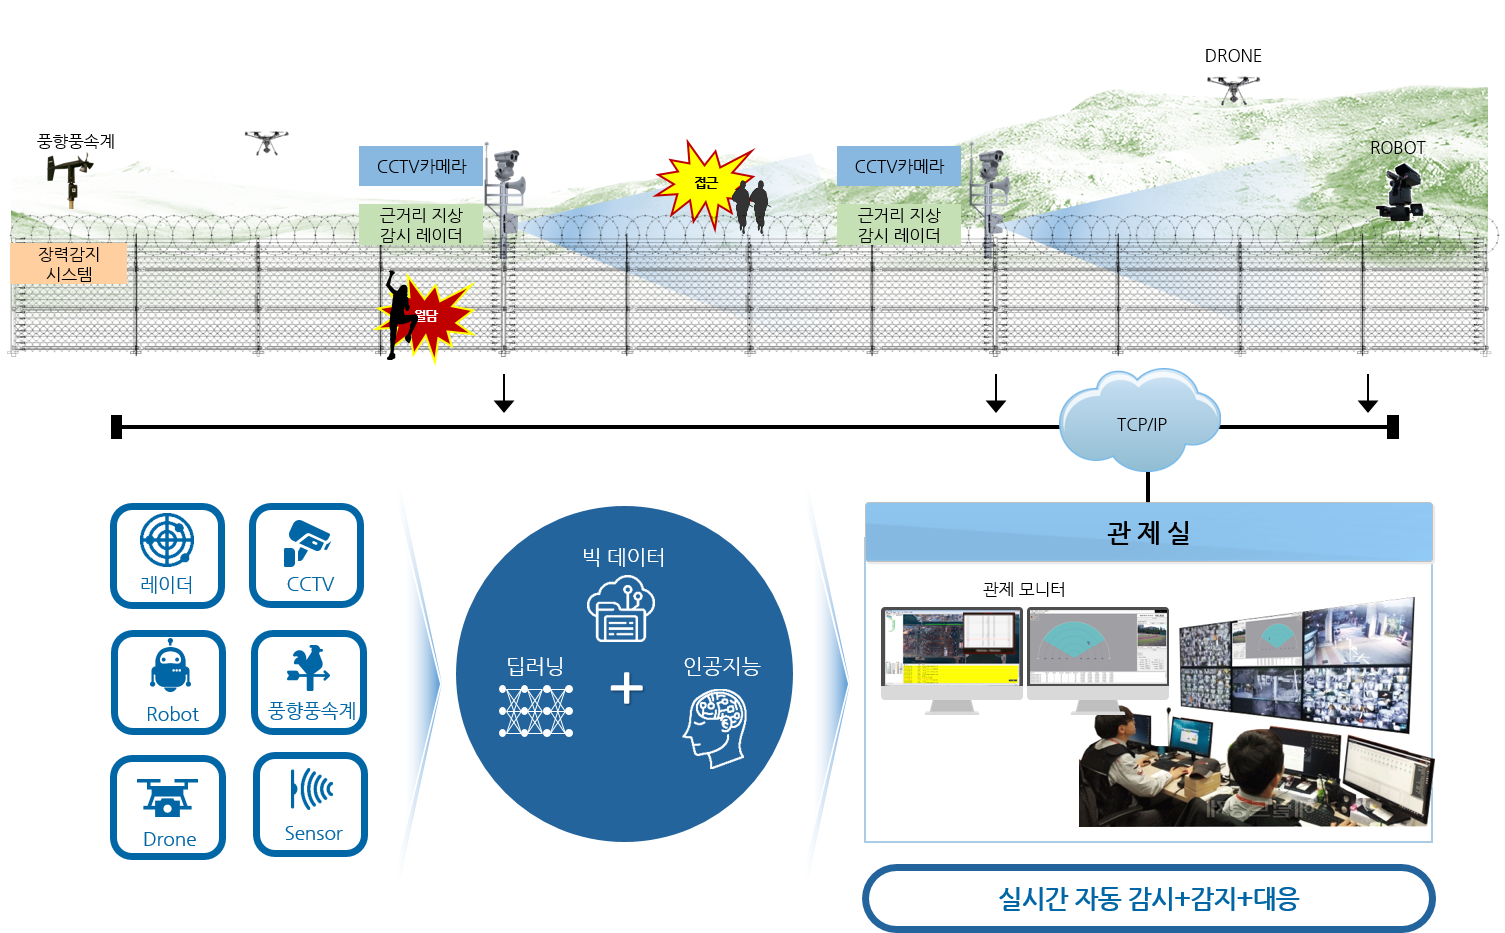 DRONE
풍향풍속계
ROBOT
CCTV카메라
접근
CCTV카메라
근거리 지상
감시 레이더
근거리 지상
감시 레이더
장력감지
시스템
월담
TCP/IP
레이더
CCTV
Robot
풍향풍속계
Drone
Sensor
빅 데이터
딥러닝
+
인공지능
관 제 실
관제 모니터
실시간 자동 감시+감지+대응